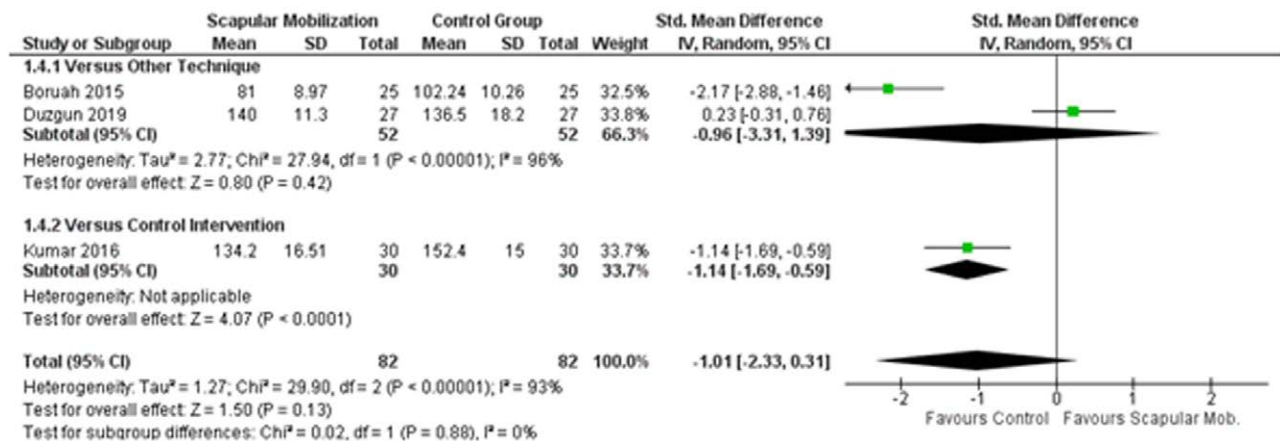 Scapular Mobilization Control Group Std. Mean Difference Std. Mean Difference
Study or Subgroup Mean SD Total Mean SD Total Weight IV, Random, 95% CI IV, Random, 95% CI
1.4.1 Versus Other Technique
Boruah 2015 81 8.97 25 102.24 10.26 25 32.5% -2.17 [-2.88, -1.46]
Duzgun 2019 140 11.3 27 136.5 18.2 27 33.8% 0.23 [-0.31, 0.76]
Subtotal (95% CI) 52 52 66.3% -0.96 [-3.31, 1.39]
Heterogeneity: Tau² = 2.77; Chi² = 27.94, df = 1 (P < 0.00001); I² = 96%
Test for overall effect: Z = 0.80 (P = 0.42)
1.4.2 Versus Control Intervention
Kumar 2016 134.2 16.51 30 152.4 15 30 33.7% -1.14 [-1.69, -0.59]
Subtotal (95% CI) 30 30 33.7% -1.14 [-1.69, -0.59]
Heterogeneity: Not applicable
Test for overall effect: Z = 4.07 (P < 0.0001)
Total (95% CI) 82 82 100.0% -1.01 [-2.33, 0.31]
Heterogeneity: Tau² = 1.27; Chi² = 29.90, df = 2 (P < 0.00001); I² = 93%
Test for overall effect: Z = 1.50 (P = 0.13)
Test for subgroup differences: Chi² = 0.02, df = 1 (P = 0.88), I² = 0%
-2 -1 0 1 2
Favours Control Favours Scapular Mob.